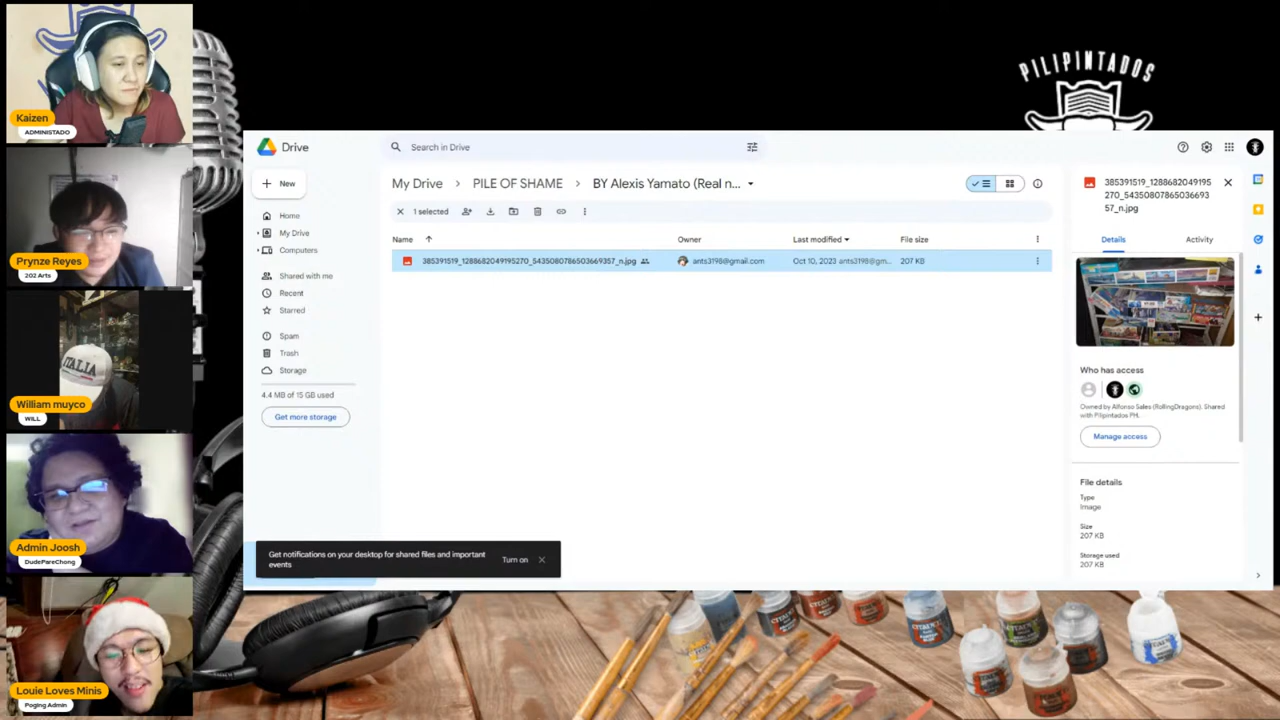 Kaizen
ADMINISTADO
Prynze Reyes
202 Arts
ITALIA
William muyco
WILL
Admin Joosh
DudePareChong
Louie Loves Minis
Poging Admin
PILIPINTADOS
Drive
Search in Drive
New
Home
My Drive
Computers
Shared with me
Recent
Starred
Spam
Trash
Storage
4.4 MB of 15 GB used
Get more storage
My Drive > PILE OF SHAME > BY Alexis Yamato (Real n...
1 selected
Name Owner Last modified File size
385391519_1288682049195270_5435080786503669357_n.jpg ants3198@gmail.com Oct 10, 2023 ants3198@gm... 207 KB
Get notifications on your desktop for shared files and important
events
Turn on
385391519_1288682049195
270_54350807865036693
57_n.jpg
Details Activity
Who has access
Owned by Alfonso Sales (RollingDragons). Shared
with Pilipintados PH.
Manage access
File details
Type
Image
Size
207 KB
Storage used
207 KB
CITADEL